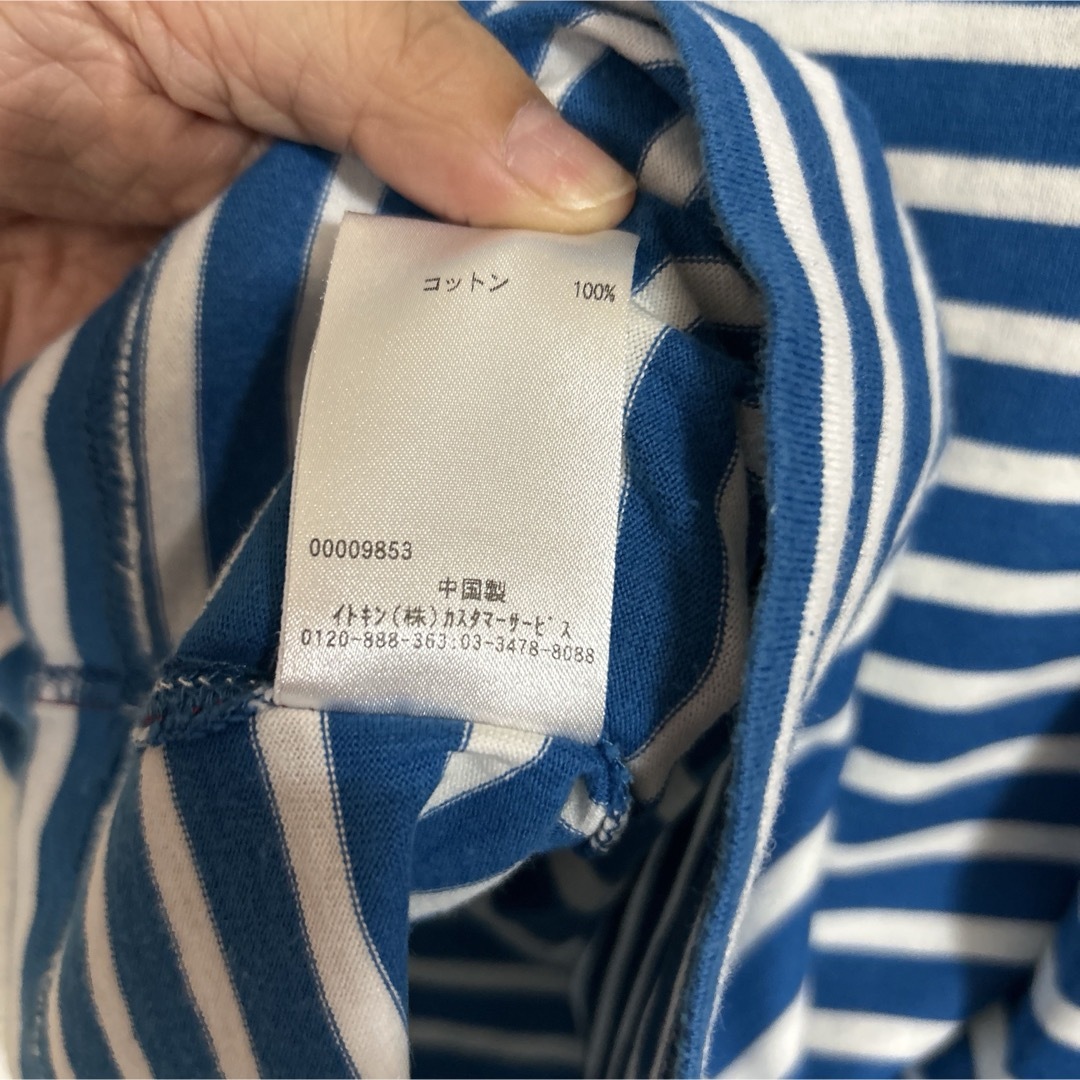 コットン 100%
00009853
中国製
ｲﾄｷﾝ(株)ｶｽﾀﾏｰｻｰﾋﾞｽ
0120-888-363:03-3478-8088